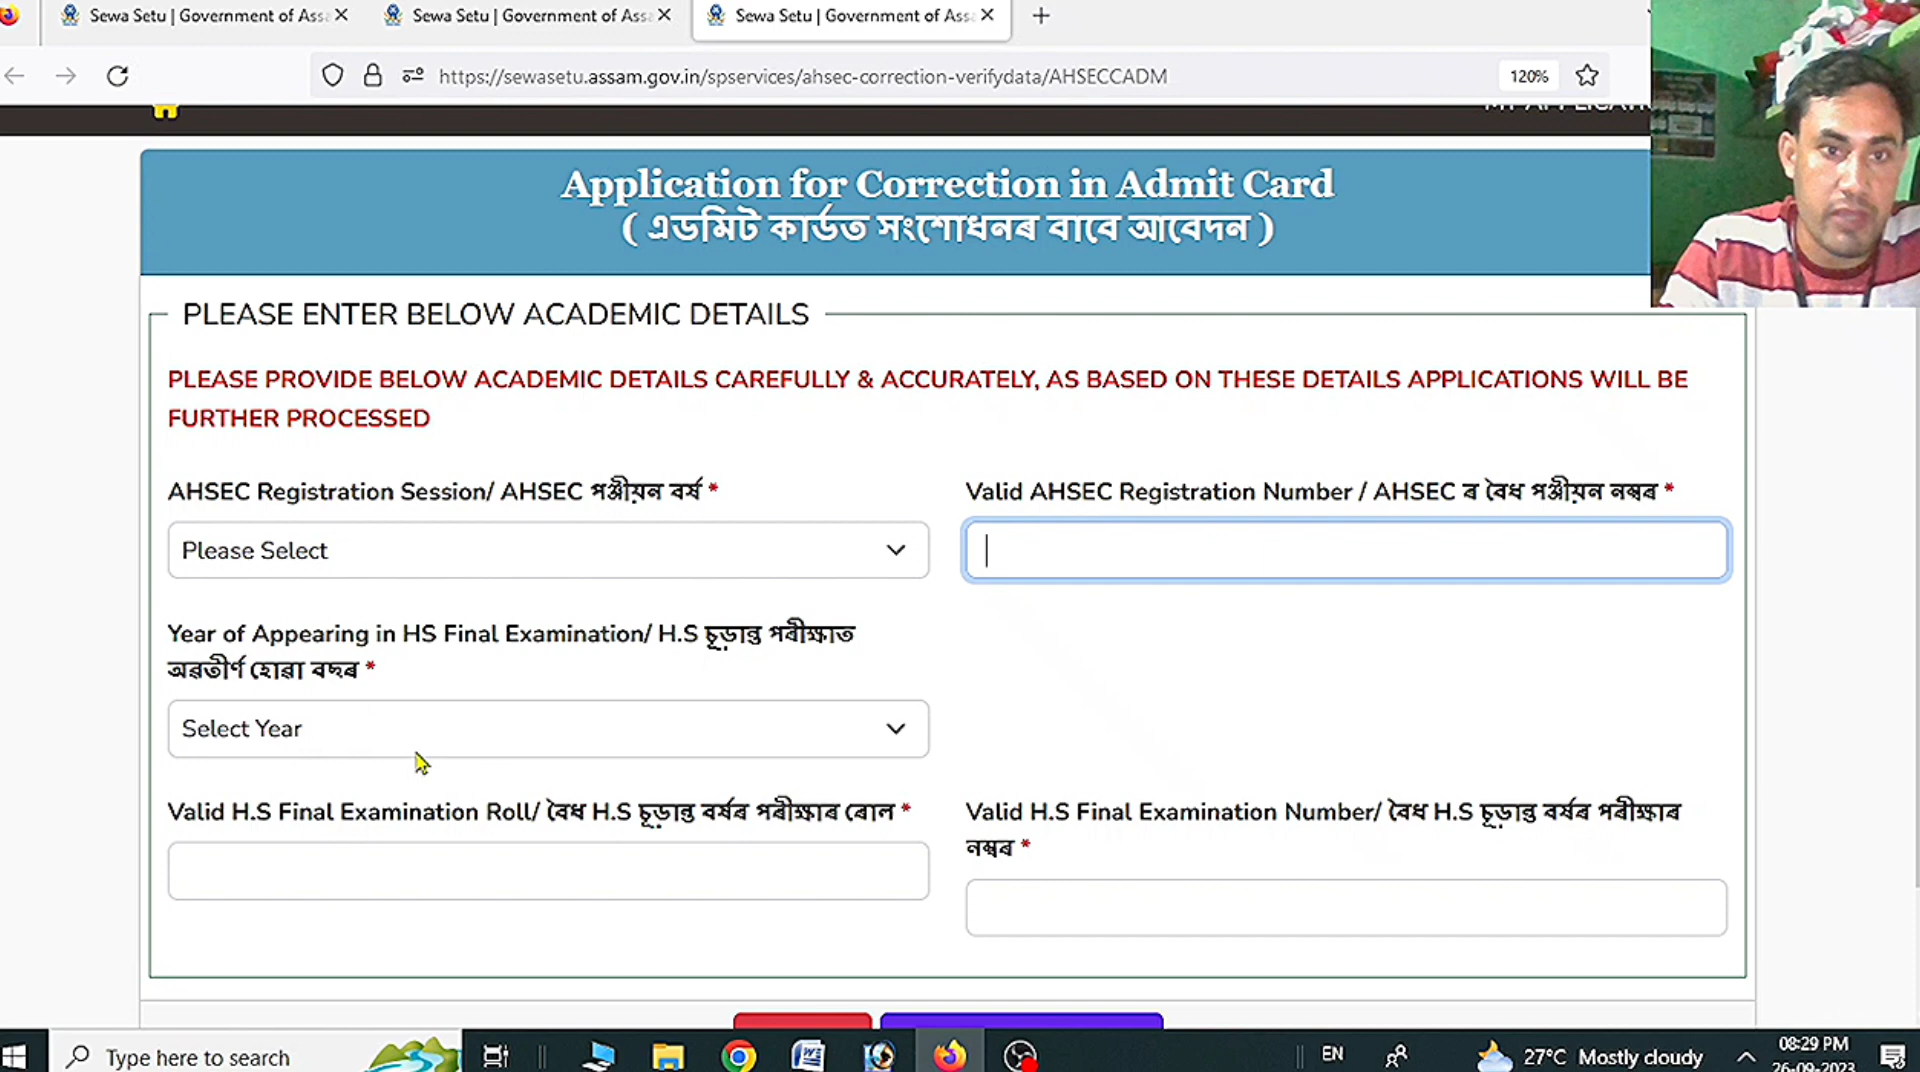 Sewa Setu | Government of Ass
Sewa Setu | Government of Ass
Sewa Setu | Government of Ass
https://sewasetu.assam.gov.in/spservices/ahsec-correction-verifydata/AHSECCADM
120%
Application for Correction in Admit Card
( এডমিট কাৰ্ডত সংশোধনৰ বাবে আবেদন )
PLEASE ENTER BELOW ACADEMIC DETAILS
PLEASE PROVIDE BELOW ACADEMIC DETAILS CAREFULLY & ACCURATELY, AS BASED ON THESE DETAILS APPLICATIONS WILL BE
FURTHER PROCESSED
AHSEC Registration Session/ AHSEC পঞ্জীয়ন বৰ্ষ *
Valid AHSEC Registration Number / AHSEC ৰ বৈধ পঞ্জীয়ন নম্বৰ *
Please Select
Year of Appearing in HS Final Examination/ H.S চূড়ান্ত পৰীক্ষাত
অৱতীৰ্ণ হোৱা বছৰ *
Select Year
Valid H.S Final Examination Roll/ বৈধ H.S চূড়ান্ত বৰ্ষৰ পৰীক্ষাৰ ৰোল *
Valid H.S Final Examination Number/ বৈধ H.S চূড়ান্ত বৰ্ষৰ পৰীক্ষাৰ
নম্বৰ *
Type here to search
EN
27°C Mostly cloudy
08:29 PM
26-09-2023